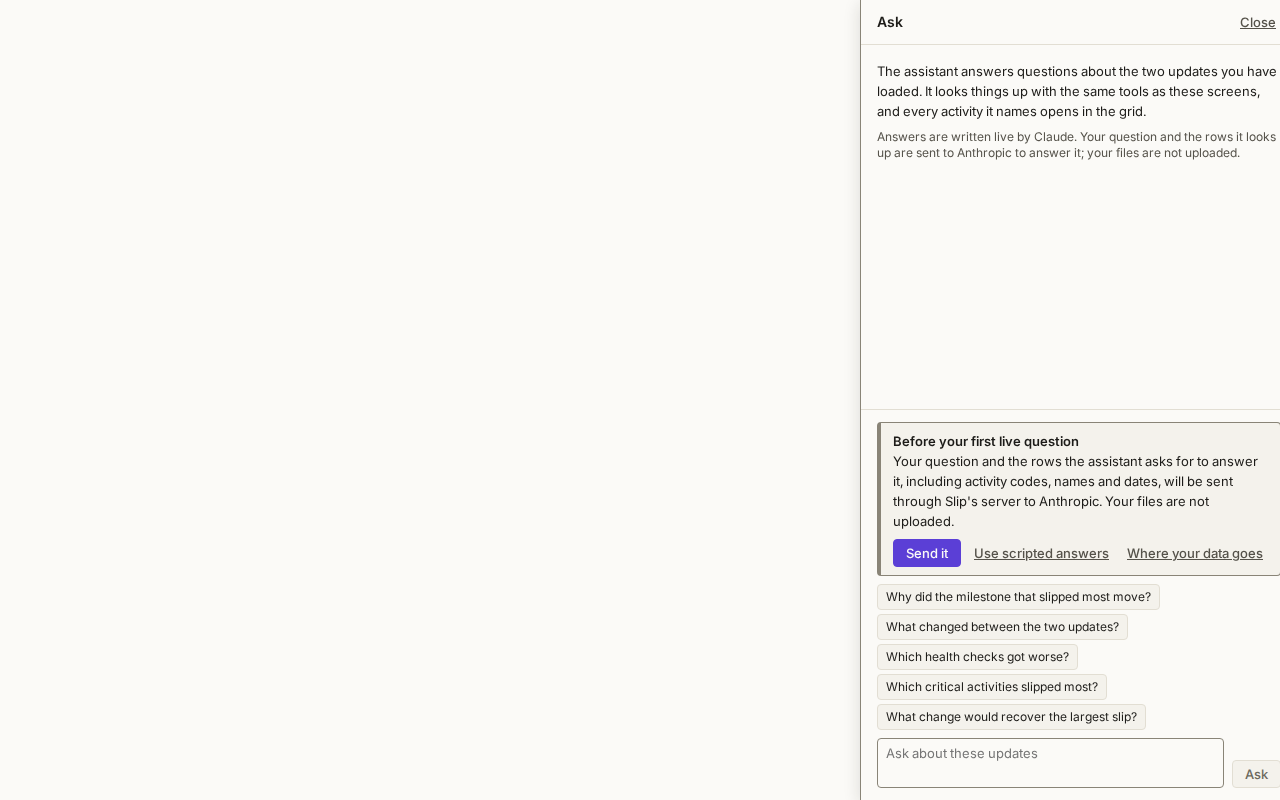 Ask
Close
The assistant answers questions about the two updates you have
loaded. It looks things up with the same tools as these screens,
and every activity it names opens in the grid.
Answers are written live by Claude. Your question and the rows it looks
up are sent to Anthropic to answer it; your files are not uploaded.
Before your first live question
Your question and the rows the assistant asks for to answer
it, including activity codes, names and dates, will be sent
through Slip's server to Anthropic. Your files are not
uploaded.
Send it
Use scripted answers
Where your data goes
Why did the milestone that slipped most move?
What changed between the two updates?
Which health checks got worse?
Which critical activities slipped most?
What change would recover the largest slip?
Ask about these updates
Ask